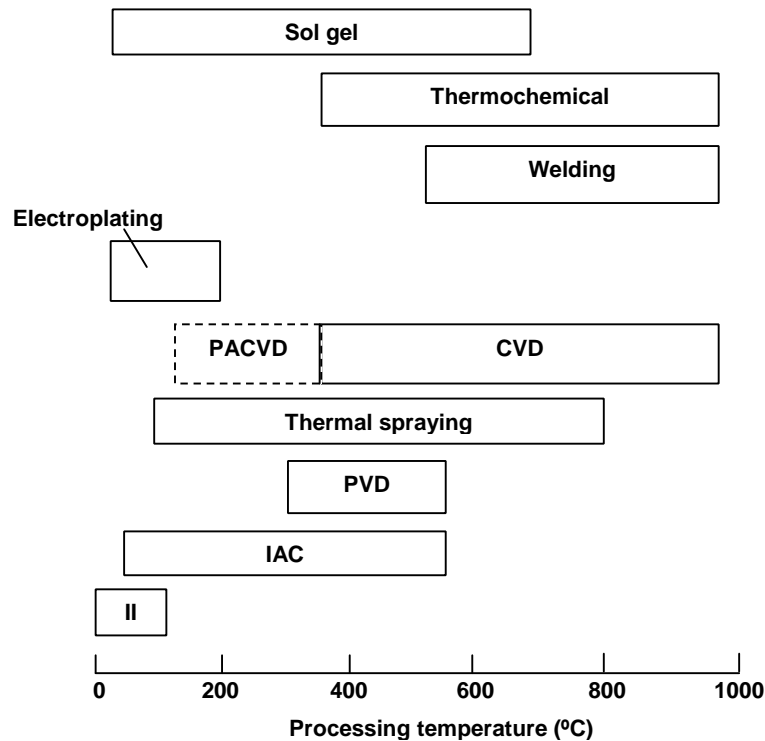 Sol gel
Thermochemical
Welding
Electroplating
PACVD CVD
Thermal spraying
PVD
IAC
II
0 200 400 600 800 1000
Processing temperature (ºC)